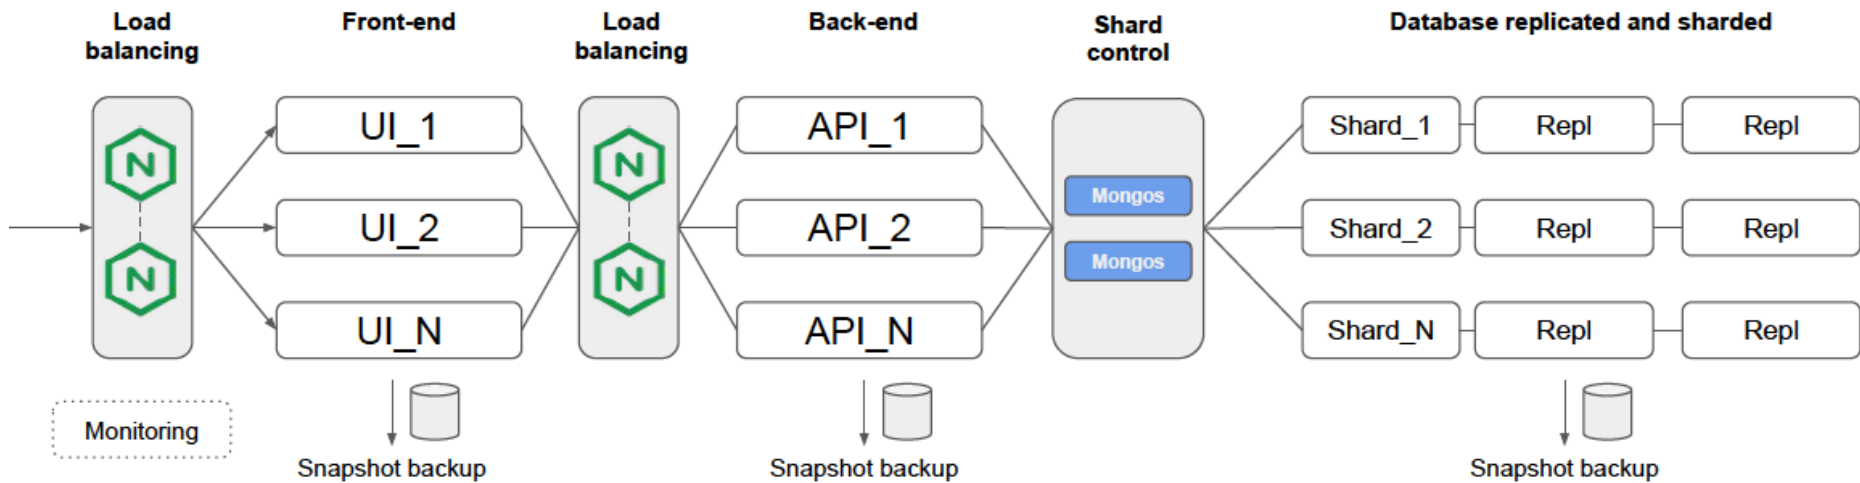 Load
balancing
Front-end
Load
balancing
Back-end
Shard
control
Database replicated and sharded
N
N
UI_1
UI_2
UI_N
N
N
API_1
API_2
API_N
Mongos
Mongos
Shard_1
Repl
Repl
Shard_2
Repl
Repl
Shard_N
Repl
Repl
Monitoring
Snapshot backup
Snapshot backup
Snapshot backup